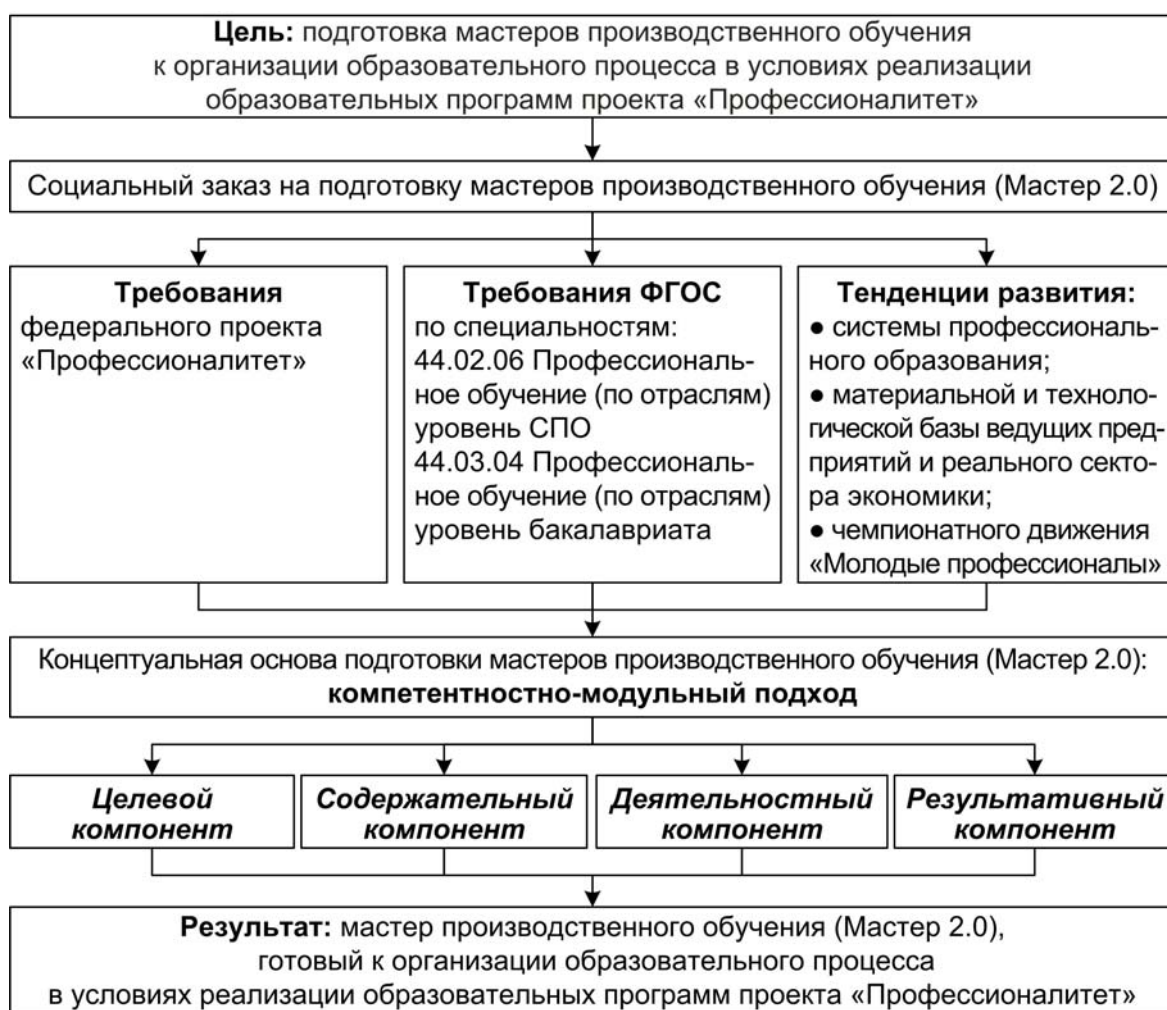 Цель: подготовка мастеров производственного обучения
к организации образовательного процесса в условиях реализации
образовательных программ проекта «Профессионалитет»
Социальный заказ на подготовку мастеров производственного обучения (Мастер 2.0)
Требования
федерального проекта
«Профессионалитет»
Требования ФГОС
по специальностям:
44.02.06 Профессиональ-
ное обучение (по отраслям)
уровень СПО
44.03.04 Профессиональ-
ное обучение (по отраслям)
уровень бакалавриата
Тенденции развития:
● системы профессиональ-
ного образования;
● материальной и техноло-
гической базы ведущих пред-
приятий и реального секто-
ра экономики;
● чемпионатного движения
«Молодые профессионалы»
Концептуальная основа подготовки мастеров производственного обучения (Мастер 2.0):
компетентностно-модульный подход
Целевой
компонент
Содержательный
компонент
Деятельностный
компонент
Результативный
компонент
Результат: мастер производственного обучения (Мастер 2.0),
готовый к организации образовательного процесса
в условиях реализации образовательных программ проекта «Профессионалитет»